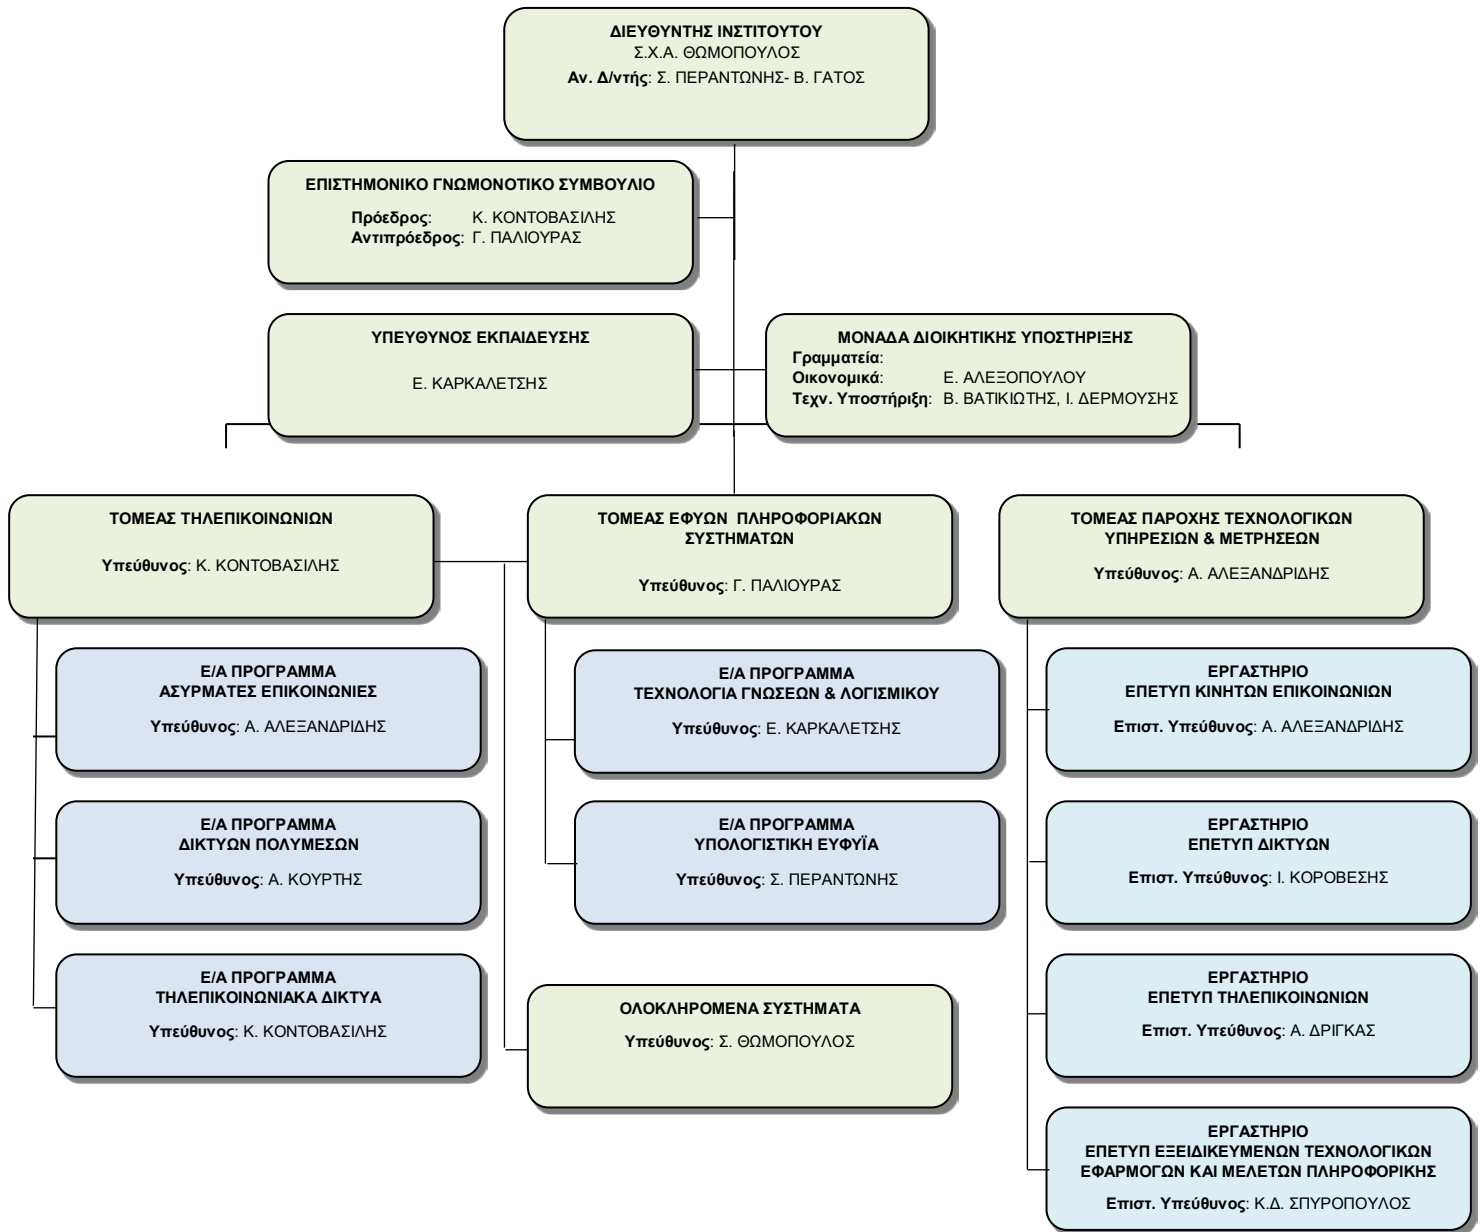 ΔΙΕΥΘΥΝΤΗΣ ΙΝΣΤΙΤΟΥΤΟΥ
Σ.Χ.Α. ΘΩΜΟΠΟΥΛΟΣ
Αν. Δ/ντής: Σ. ΠΕΡΑΝΤΩΝΗΣ- Β. ΓΑΤΟΣ
ΕΠΙΣΤΗΜΟΝΙΚΟ ΓΝΩΜΟΝΟΤΙΚΟ ΣΥΜΒΟΥΛΙΟ
Πρόεδρος: Κ. ΚΟΝΤΟΒΑΣΙΛΗΣ
Αντιπρόεδρος: Γ. ΠΑΛΙΟΥΡΑΣ
ΥΠΕΥΘΥΝΟΣ ΕΚΠΑΙΔΕΥΣΗΣ
Ε. ΚΑΡΚΑΛΕΤΣΗΣ
ΜΟΝΑΔΑ ΔΙΟΙΚΗΤΙΚΗΣ ΥΠΟΣΤΗΡΙΞΗΣ
Γραμματεία:
Οικονομικά: Ε. ΑΛΕΞΟΠΟΥΛΟΥ
Τεχν. Υποστήριξη: Β. ΒΑΤΙΚΙΩΤΗΣ, Ι. ΔΕΡΜΟΥΣΗΣ
ΤΟΜΕΑΣ ΤΗΛΕΠΙΚΟΙΝΩΝΙΩΝ
Υπεύθυνος: Κ. ΚΟΝΤΟΒΑΣΙΛΗΣ
Ε/Α ΠΡΟΓΡΑΜΜΑ
ΑΣΥΡΜΑΤΕΣ ΕΠΙΚΟΙΝΩΝΙΕΣ
Υπεύθυνος: Α. ΑΛΕΞΑΝΔΡΙΔΗΣ
Ε/Α ΠΡΟΓΡΑΜΜΑ
ΔΙΚΤΥΩΝ ΠΟΛΥΜΕΣΩΝ
Υπεύθυνος: Α. ΚΟΥΡΤΗΣ
Ε/Α ΠΡΟΓΡΑΜΜΑ
ΤΗΛΕΠΙΚΟΙΝΩΝΙΑΚΑ ΔΙΚΤΥΑ
Υπεύθυνος: Κ. ΚΟΝΤΟΒΑΣΙΛΗΣ
ΤΟΜΕΑΣ ΕΦΥΩΝ ΠΛΗΡΟΦΟΡΙΑΚΩΝ
ΣΥΣΤΗΜΑΤΩΝ
Υπεύθυνος: Γ. ΠΑΛΙΟΥΡΑΣ
Ε/Α ΠΡΟΓΡΑΜΜΑ
ΤΕΧΝΟΛΟΓΙΑ ΓΝΩΣΕΩΝ & ΛΟΓΙΣΜΙΚΟΥ
Υπεύθυνος: Ε. ΚΑΡΚΑΛΕΤΣΗΣ
Ε/Α ΠΡΟΓΡΑΜΜΑ
ΥΠΟΛΟΓΙΣΤΙΚΗ ΕΥΦΥΪΑ
Υπεύθυνος: Σ. ΠΕΡΑΝΤΩΝΗΣ
ΟΛΟΚΛΗΡΟΜΕΝΑ ΣΥΣΤΗΜΑΤΑ
Υπεύθυνος: Σ. ΘΩΜΟΠΟΥΛΟΣ
ΤΟΜΕΑΣ ΠΑΡΟΧΗΣ ΤΕΧΝΟΛΟΓΙΚΩΝ
ΥΠΗΡΕΣΙΩΝ & ΜΕΤΡΗΣΕΩΝ
Υπεύθυνος: Α. ΑΛΕΞΑΝΔΡΙΔΗΣ
ΕΡΓΑΣΤΗΡΙΟ
ΕΠΕΤΥΠ ΚΙΝΗΤΩΝ ΕΠΙΚΟΙΝΩΝΙΩΝ
Επιστ. Υπεύθυνος: Α. ΑΛΕΞΑΝΔΡΙΔΗΣ
ΕΡΓΑΣΤΗΡΙΟ
ΕΠΕΤΥΠ ΔΙΚΤΥΩΝ
Επιστ. Υπεύθυνος: Ι. ΚΟΡΟΒΕΣΗΣ
ΕΡΓΑΣΤΗΡΙΟ
ΕΠΕΤΥΠ ΤΗΛΕΠΙΚΟΙΝΩΝΙΩΝ
Επιστ. Υπεύθυνος: Α. ΔΡΙΓΚΑΣ
ΕΡΓΑΣΤΗΡΙΟ
ΕΠΕΤΥΠ ΕΞΕΙΔΙΚΕΥΜΕΝΩΝ ΤΕΧΝΟΛΟΓΙΚΩΝ
ΕΦΑΡΜΟΓΩΝ ΚΑΙ ΜΕΛΕΤΩΝ ΠΛΗΡΟΦΟΡΙΚΗΣ
Επιστ. Υπεύθυνος: Κ.Δ. ΣΠΥΡΟΠΟΥΛΟΣ